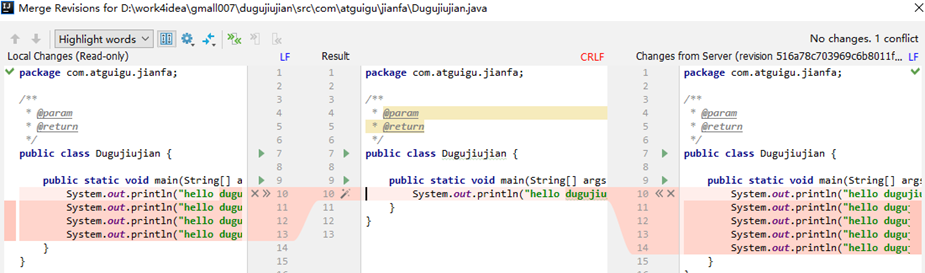 Merge Revisions for D:\work4idea\gmall007\dugujiujian\src\com\atguigu\jianfa\Dugujiujian.java
Highlight words
No changes. 1 conflict
Local Changes (Read-only)
LF
Result
CRLF
Changes from Server (revision 516a78c703969c6b8011f...
LF
package com.atguigu.jianfa;
/**
* @param
* @return
*/
public class Dugujiujian {
public static void main(String[] a
System.out.println("hello dugu
System.out.println("hello dugu
System.out.println("hello dugu
System.out.println("hello dugu
}
}
1
2
3
4
5
6
7
8
9
10
11
12
13
14
15
1
2
3
4
5
6
7
8
9
10
11
12
13
package com.atguigu.jianfa;
/**
* @param
* @return
*/
public class Dugujiujian {
public static void main(String[] args
System.out.println("hello dugujiu
}
}
1
2
3
4
5
6
7
8
9
10
11
12
13
14
15
package com.atguigu.jianfa;
/**
* @param
* @return
*/
public class Dugujiujian {
public static void main(String[]
System.out.println("hello dugujiu
System.out.println("hello duguj
System.out.println("hello duguj
System.out.println("hello duguj
System.out.println("hello duguj
}